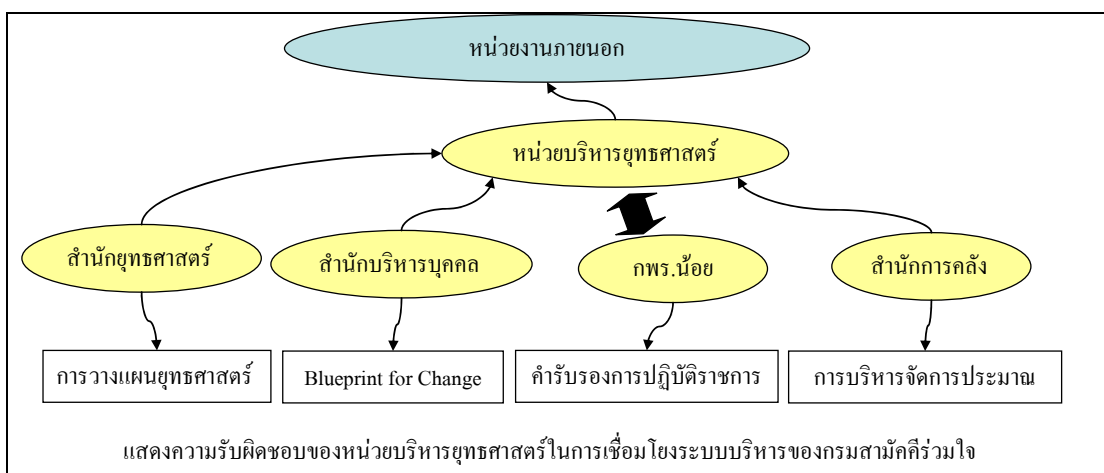 หน่วยงานภายนอก
หน่วยบริหารยุทธศาสตร์
สำนักยุทธศาสตร์
สำนักบริหารบุคคล
กพร.น้อย
สำนักการคลัง
การวางแผนยุทธศาสตร์
Blueprint for Change
คำรับรองการปฏิบัติราชการ
การบริหารจัดการประมาณ
แสดงความรับผิดชอบของหน่วยบริหารยุทธศาสตร์ในการเชื่อมโยงระบบบริหารของกรมสามัคคีร่วมใจ